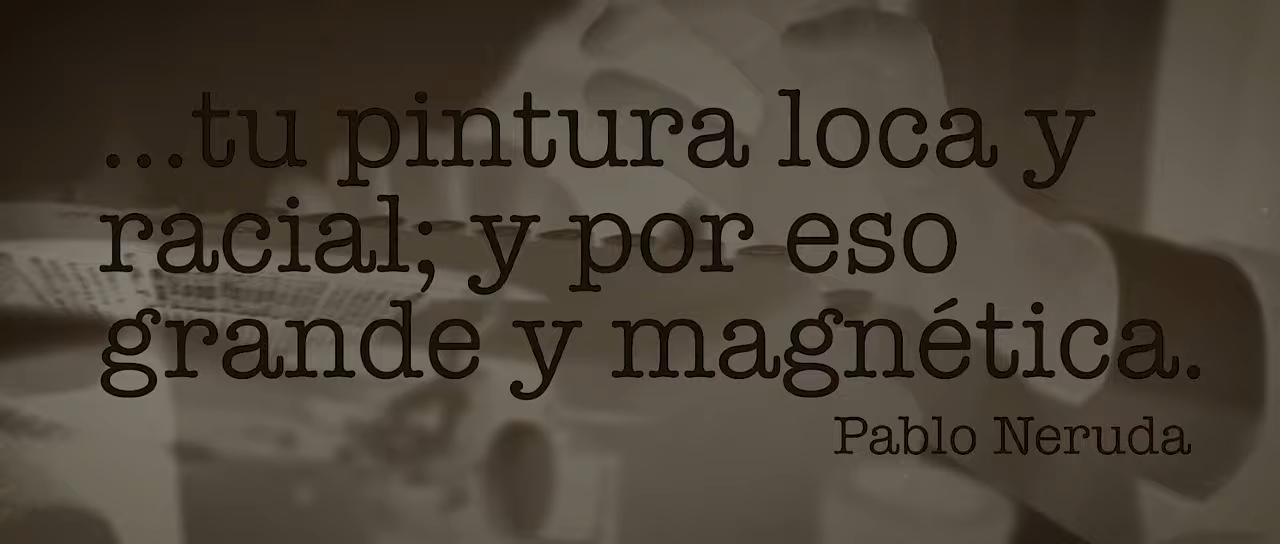 ...tu pintura loca y
racial; y por eso
grande y magnética.
Pablo Neruda